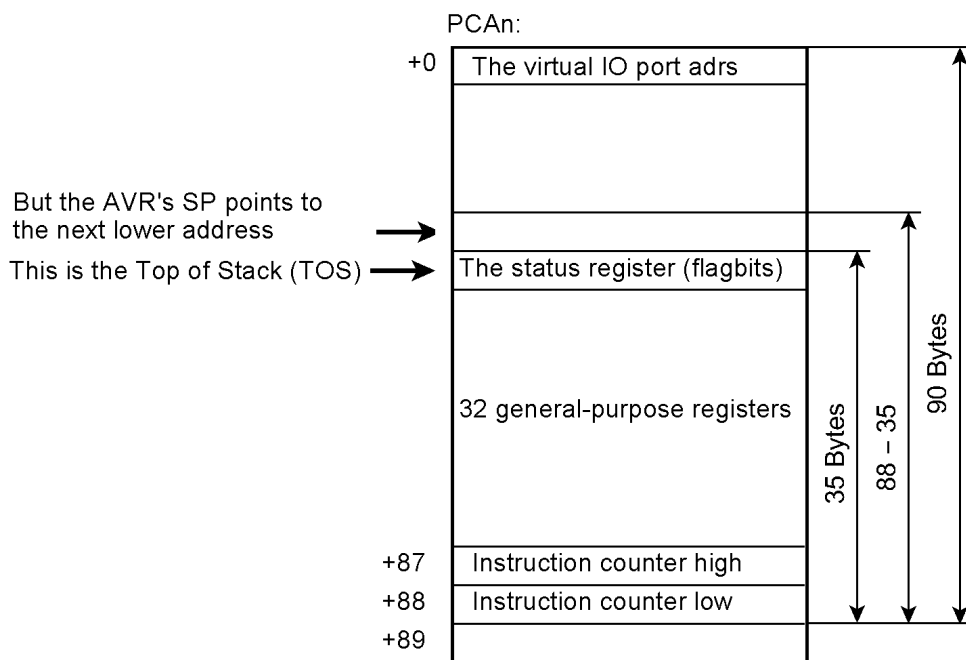 PCAn:
+0
The virtual IO port adrs
But the AVR's SP points to
the next lower address
This is the Top of Stack (TOS)
The status register (flagbits)
32 general-purpose registers
35 Bytes
88 – 35
90 Bytes
+87
Instruction counter high
+88
Instruction counter low
+89